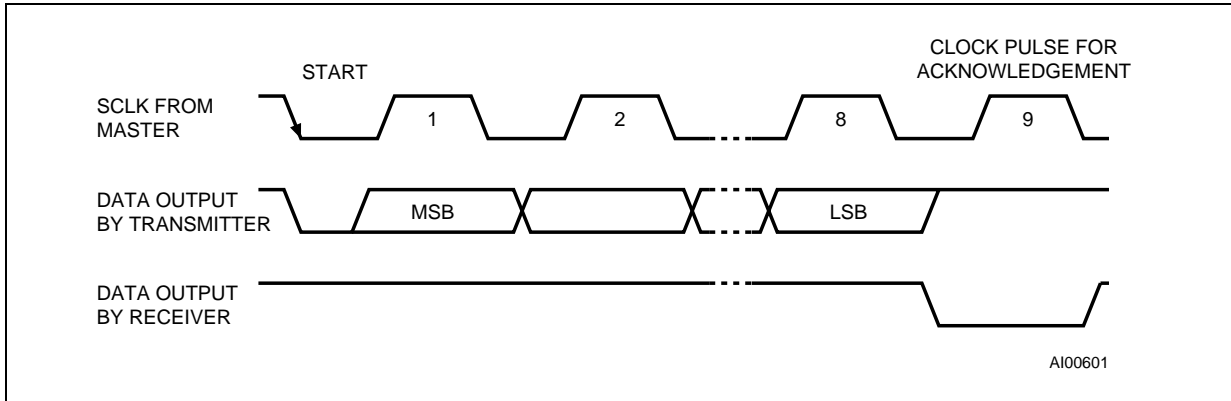 CLOCK PULSE FOR
ACKNOWLEDGEMENT
START
SCLK FROM
MASTER
1
2
8
9
DATA OUTPUT
BY TRANSMITTER
MSB
LSB
DATA OUTPUT
BY RECEIVER
AI00601